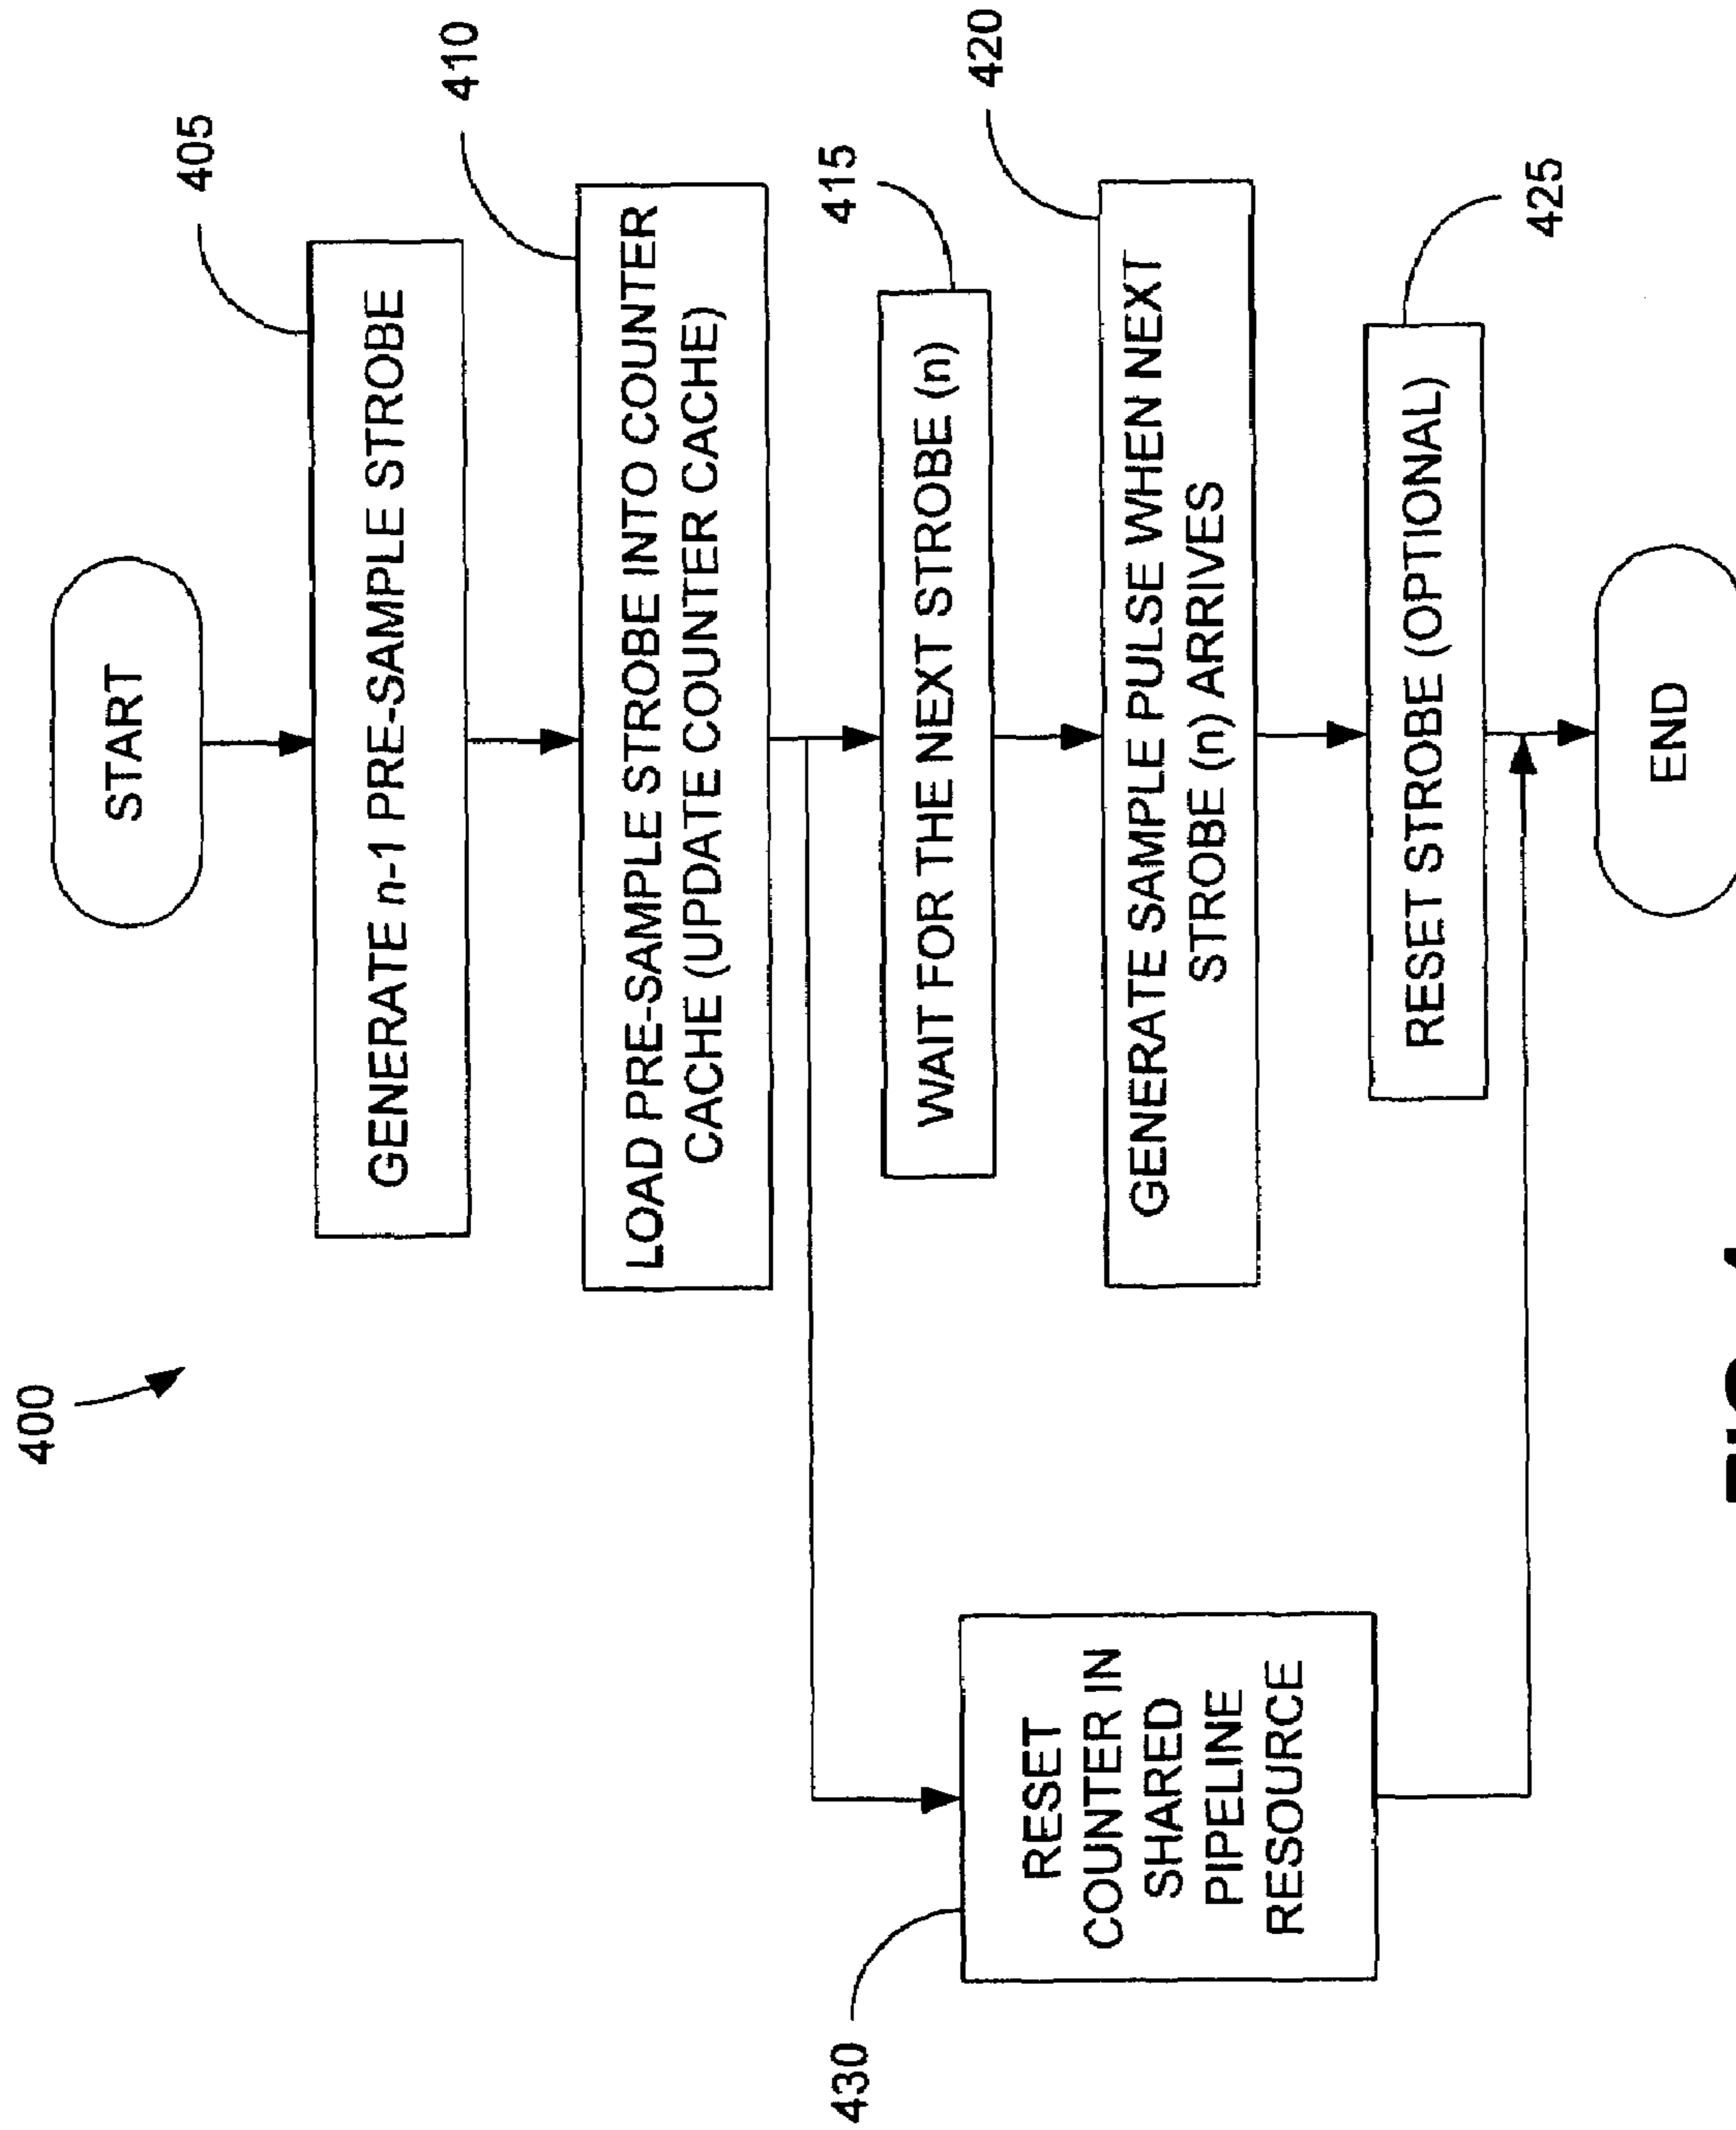 400
START
405
GENERATE n-1 PRE-SAMPLE STROBE
410
LOAD PRE-SAMPLE STROBE INTO COUNTER
CACHE (UPDATE COUNTER CACHE)
415
WAIT FOR THE NEXT STROBE (n)
420
GENERATE SAMPLE PULSE WHEN NEXT
STROBE (n) ARRIVES
425
RESET STROBE (OPTIONAL)
430
RESET
COUNTER IN
SHARED
PIPELINE
RESOURCE
END